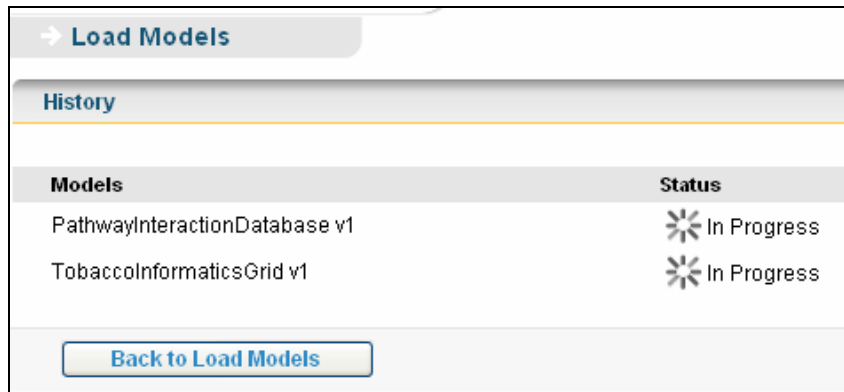 Load Models
History
Models Status
PathwayInteractionDatabase v1 In Progress
TobaccoInformaticsGrid v1 In Progress
Back to Load Models